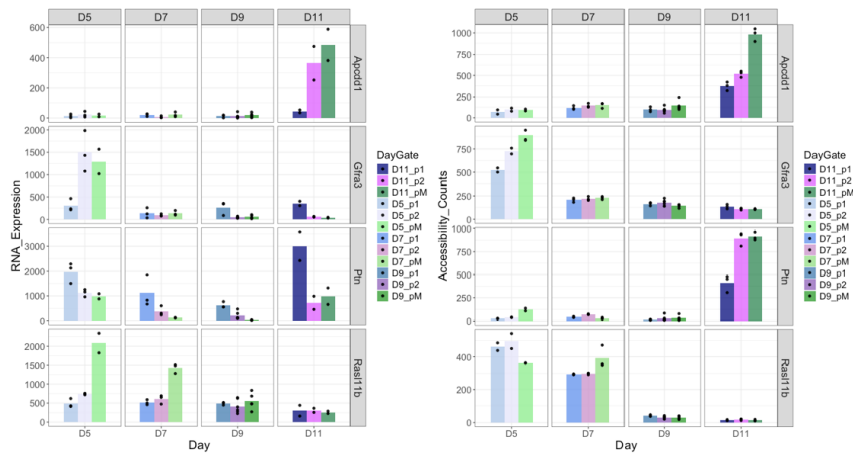 D5 D7 D9 D11
600
400
200
0
Apcdd1
2000
1500
1000
500
0
Gfra3
3000
2000
1000
0
Ptn
2500
2000
1500
1000
500
0
Rasl11b
D5 D7 D9 D11
Day
RNA_Expression
DayGate
D11_p1
D11_p2
D11_pM
D5_p1
D5_p2
D5_pM
D7_p1
D7_p2
D7_pM
D9_p1
D9_p2
D9_pM
D5 D7 D9 D11
1000
750
500
250
0
Apcdd1
750
500
250
0
Gfra3
1000
750
500
250
0
Ptn
400
200
0
Rasl11b
D5 D7 D9 D11
Day
Accessibility_Counts
DayGate
D11_p1
D11_p2
D11_pM
D5_p1
D5_p2
D5_pM
D7_p1
D7_p2
D7_pM
D9_p1
D9_p2
D9_pM